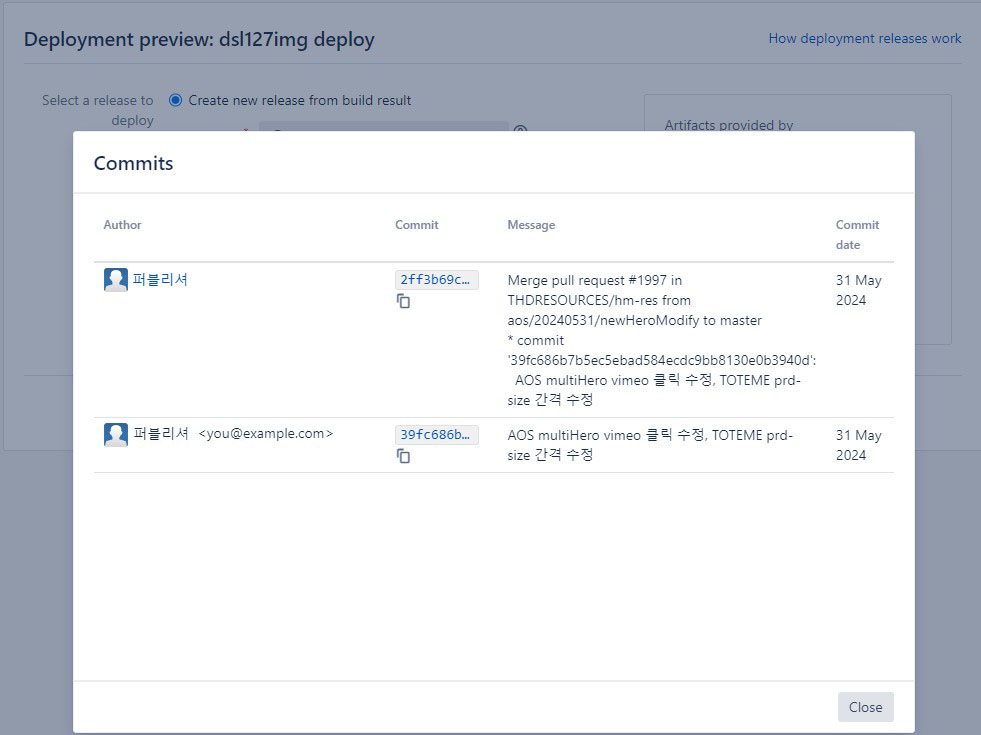 Deployment preview: dsl127img deploy
How deployment releases work
Select a release to
deploy
Create new release from build result
Artifacts provided by
Commits
Author
Commit
Message
Commit
date
퍼블리셔
2ff3b69c...
Merge pull request #1997 in
THDRESOURCES/hm-res from
aos/20240531/newHeroModify to master
* commit
'39fc686b7b5ec5ebad584ecdc9bb8130e0b3940d':
AOS multiHero vimeo 클릭 수정, TOTEME prd-
size 간격 수정
31 May
2024
퍼블리셔 <you@example.com>
39fc686b...
AOS multiHero vimeo 클릭 수정, TOTEME prd-
size 간격 수정
31 May
2024
Close